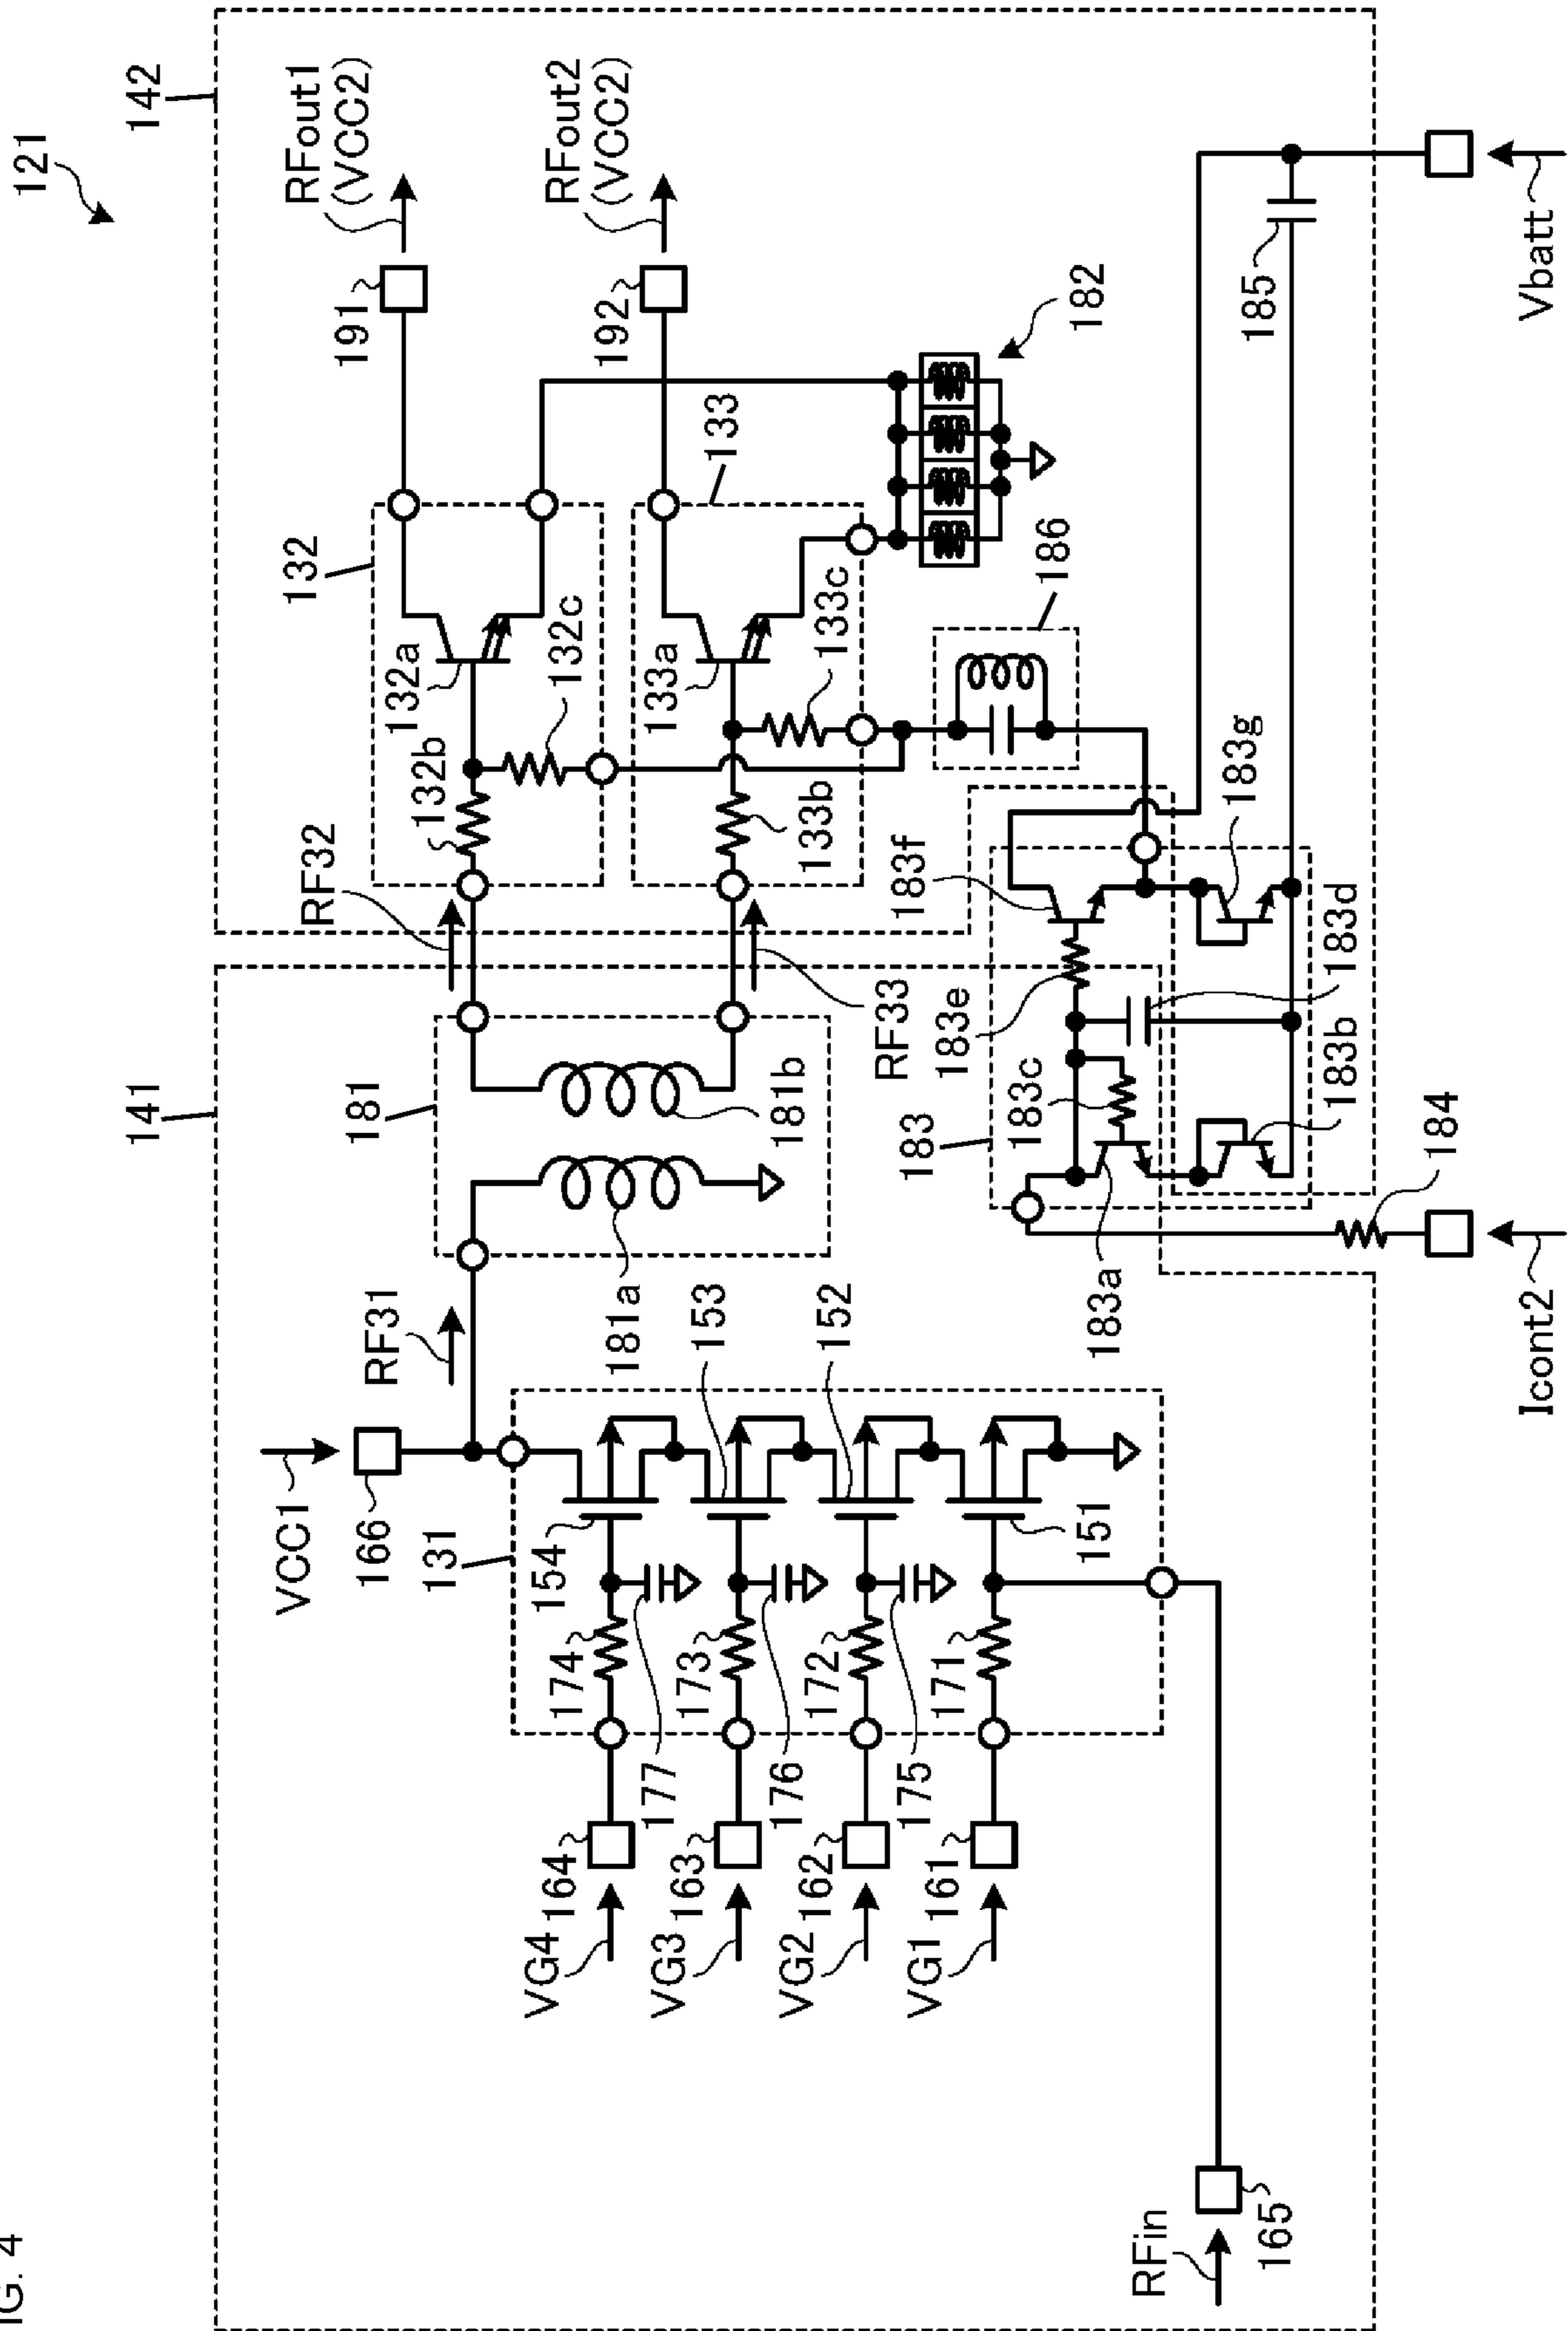 IG. 4
121
141
142
VCC1
166
RF31
131
154
153
152
151
174
173
172
171
177
176
175
164
163
162
161
VG4
VG3
VG2
VG1
RFin
165
181
181a
181b
RF32
RF33
132
132a
132b
132c
133
133a
133b
133c
191
192
RFout1
(VCC2)
RFout2
(VCC2)
182
186
183
183a
183b
183c
183d
183e
183f
183g
184
185
Icont2
Vbatt